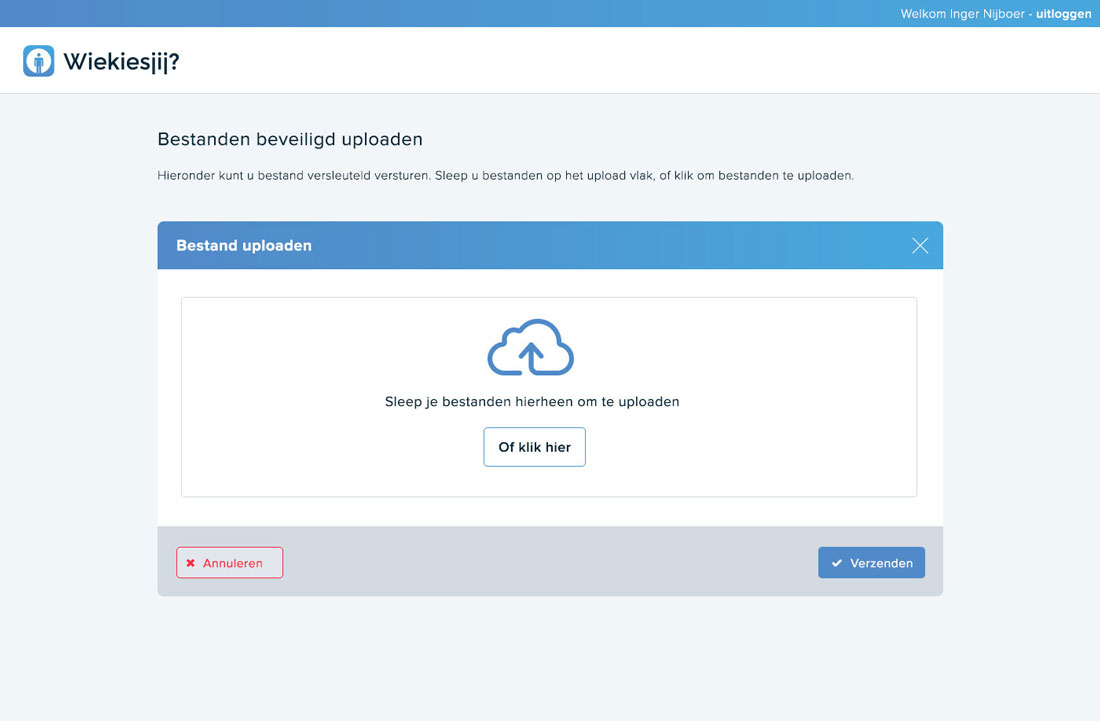 Welkom Inger Nijboer - uitloggen
Wiekiesjij?
Bestanden beveiligd uploaden
Hieronder kunt u bestand versleuteld versturen. Sleep u bestanden op het upload vlak, of klik om bestanden te uploaden.
Bestand uploaden
Sleep je bestanden hierheen om te uploaden
Of klik hier
Annuleren
Verzenden